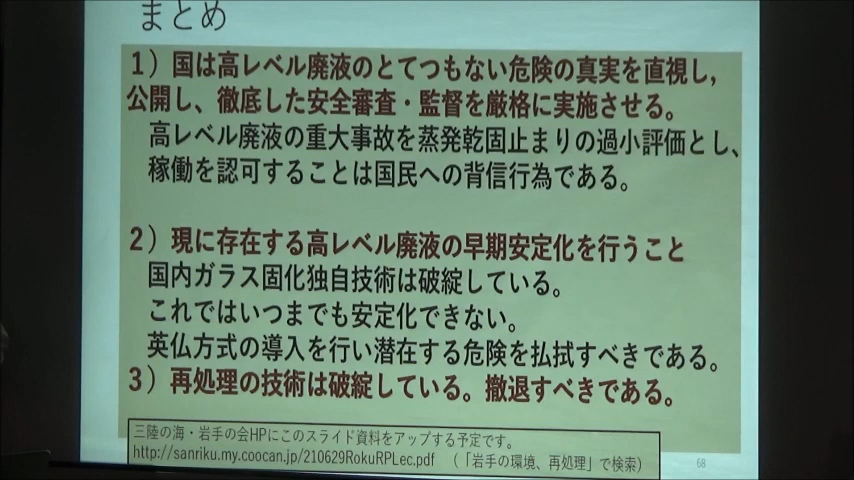 まとめ
1）国は高レベル廃液のとてつもない危険の真実を直視し,
公開し、徹底した安全審査・監督を厳格に実施させる。
高レベル廃液の重大事故を蒸発乾固止まりの過小評価とし、
稼働を認可することは国民への背信行為である。
2）現に存在する高レベル廃液の早期安定化を行うこと
国内ガラス固化独自技術は破綻している。
これではいつまでも安定化できない。
英仏方式の導入を行い潜在する危険を払拭すべきである。
3）再処理の技術は破綻している。撤退すべきである。
三陸の海・岩手の会HPにこのスライド資料をアップする予定です。
http://sanriku.my.coocan.jp/210629RokuRPLec.pdf （「岩手の環境、再処理」で検索）
68